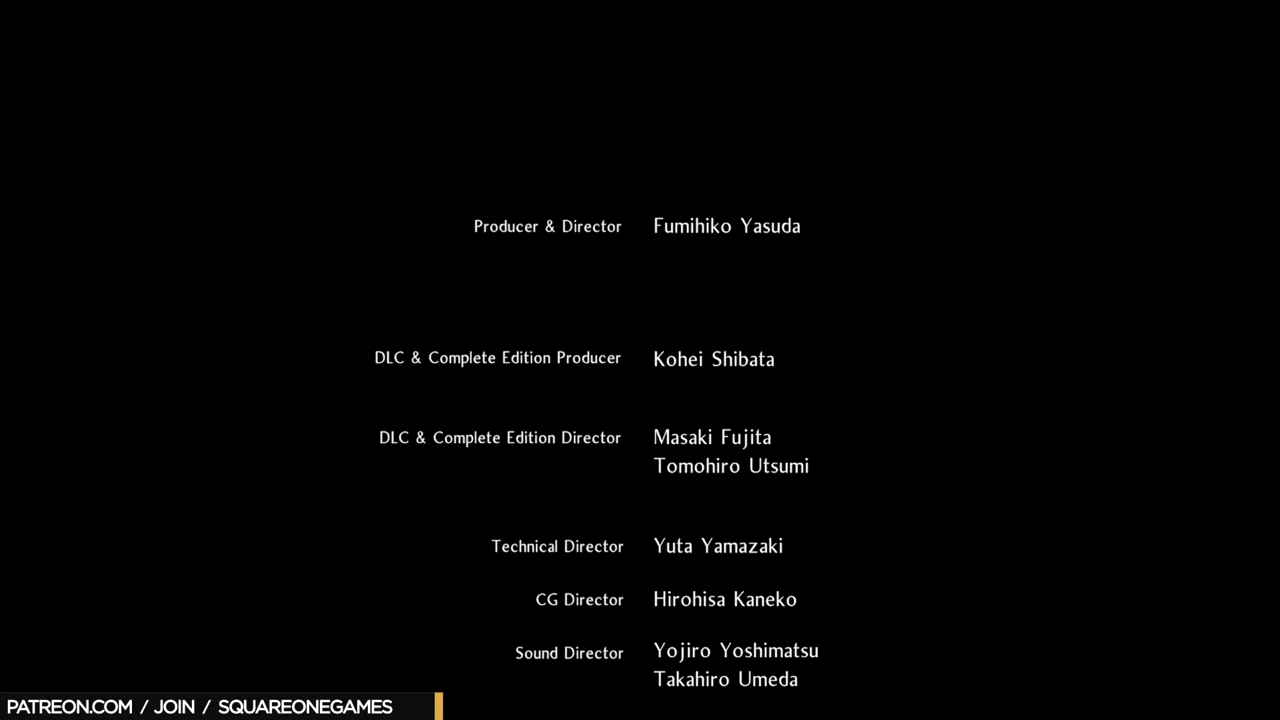 Producer & Director Fumihiko Yasuda
DLC & Complete Edition Producer Kohei Shibata
DLC & Complete Edition Director Masaki Fujita
Tomohiro Utsumi
Technical Director Yuta Yamazaki
CG Director Hirohisa Kaneko
Sound Director Yojiro Yoshimatsu
Takahiro Umeda
PATREON.COM / JOIN / SQUAREONEGAMES